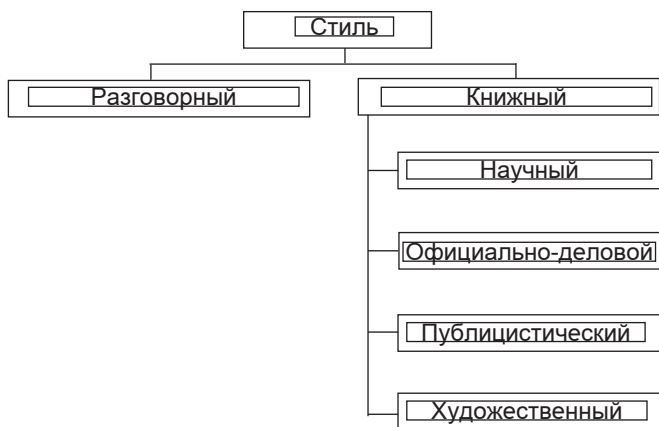 Стиль
Разговорный
Книжный
Научный
Официально-деловой
Публицистический
Художественный